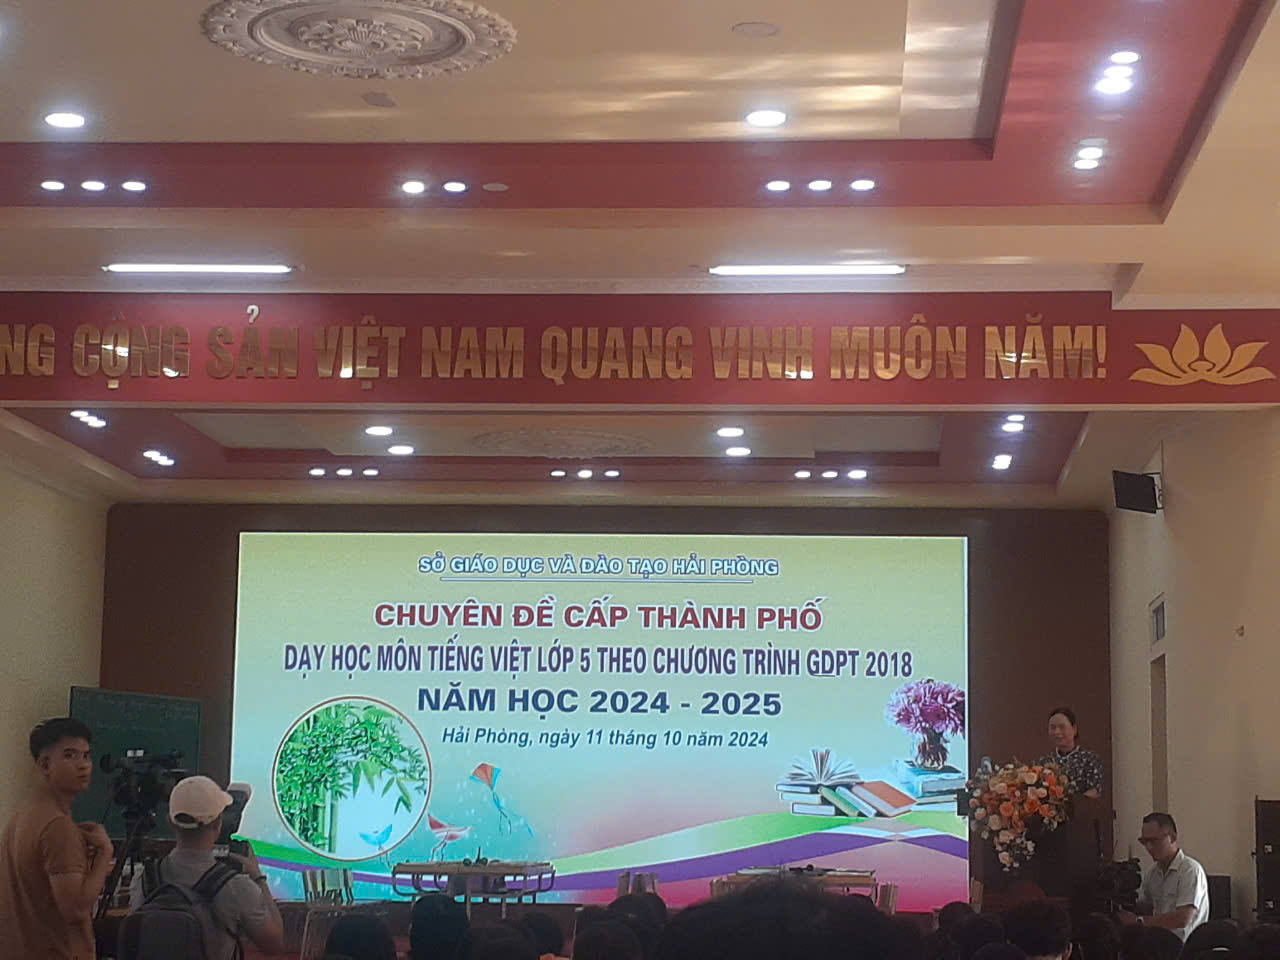 NG CỘNG SẢN VIỆT NAM QUANG VINH MUÔN NĂM!
SỞ GIÁO DỤC VÀ ĐÀO TẠO HẢI PHÒNG
CHUYÊN ĐỀ CẤP THÀNH PHỐ
DẠY HỌC MÔN TIẾNG VIỆT LỚP 5 THEO CHƯƠNG TRÌNH GDPT 2018
NĂM HỌC 2024 - 2025
Hải Phòng, ngày 11 tháng 10 năm 2024